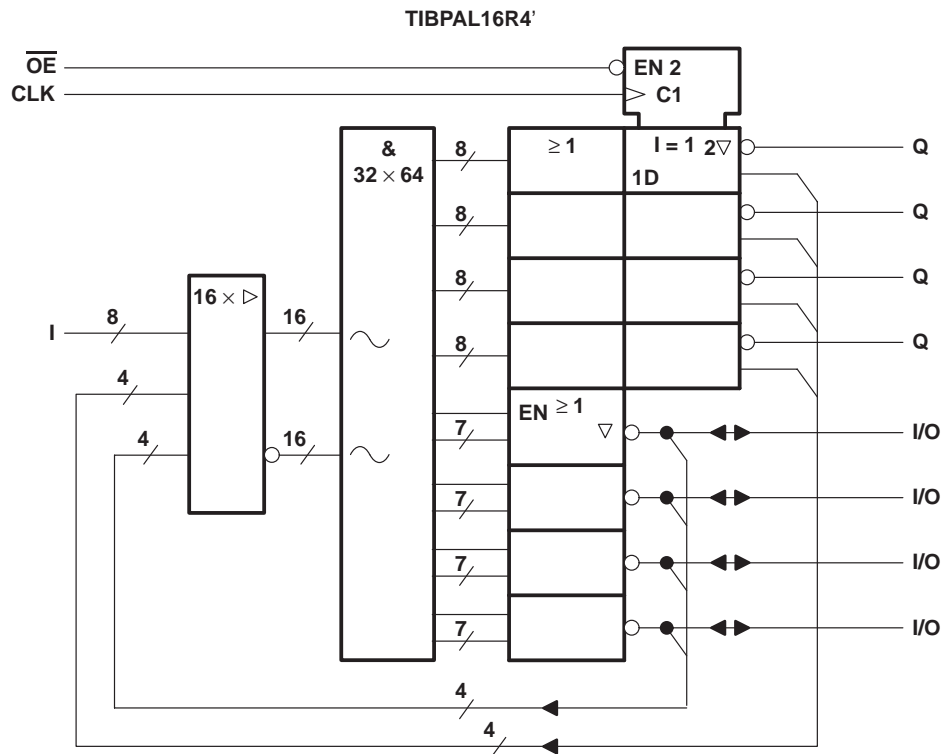 TIBPAL16R4’
OE
EN 2
CLK
C1
&
32 × 64
8
≥ 1
I = 1
2▽
1D
Q
8
Q
8
Q
16 × ▷
I
8
16
8
Q
4
EN ≥ 1
▽
7
I/O
4
16
7
I/O
7
I/O
7
I/O
4
4